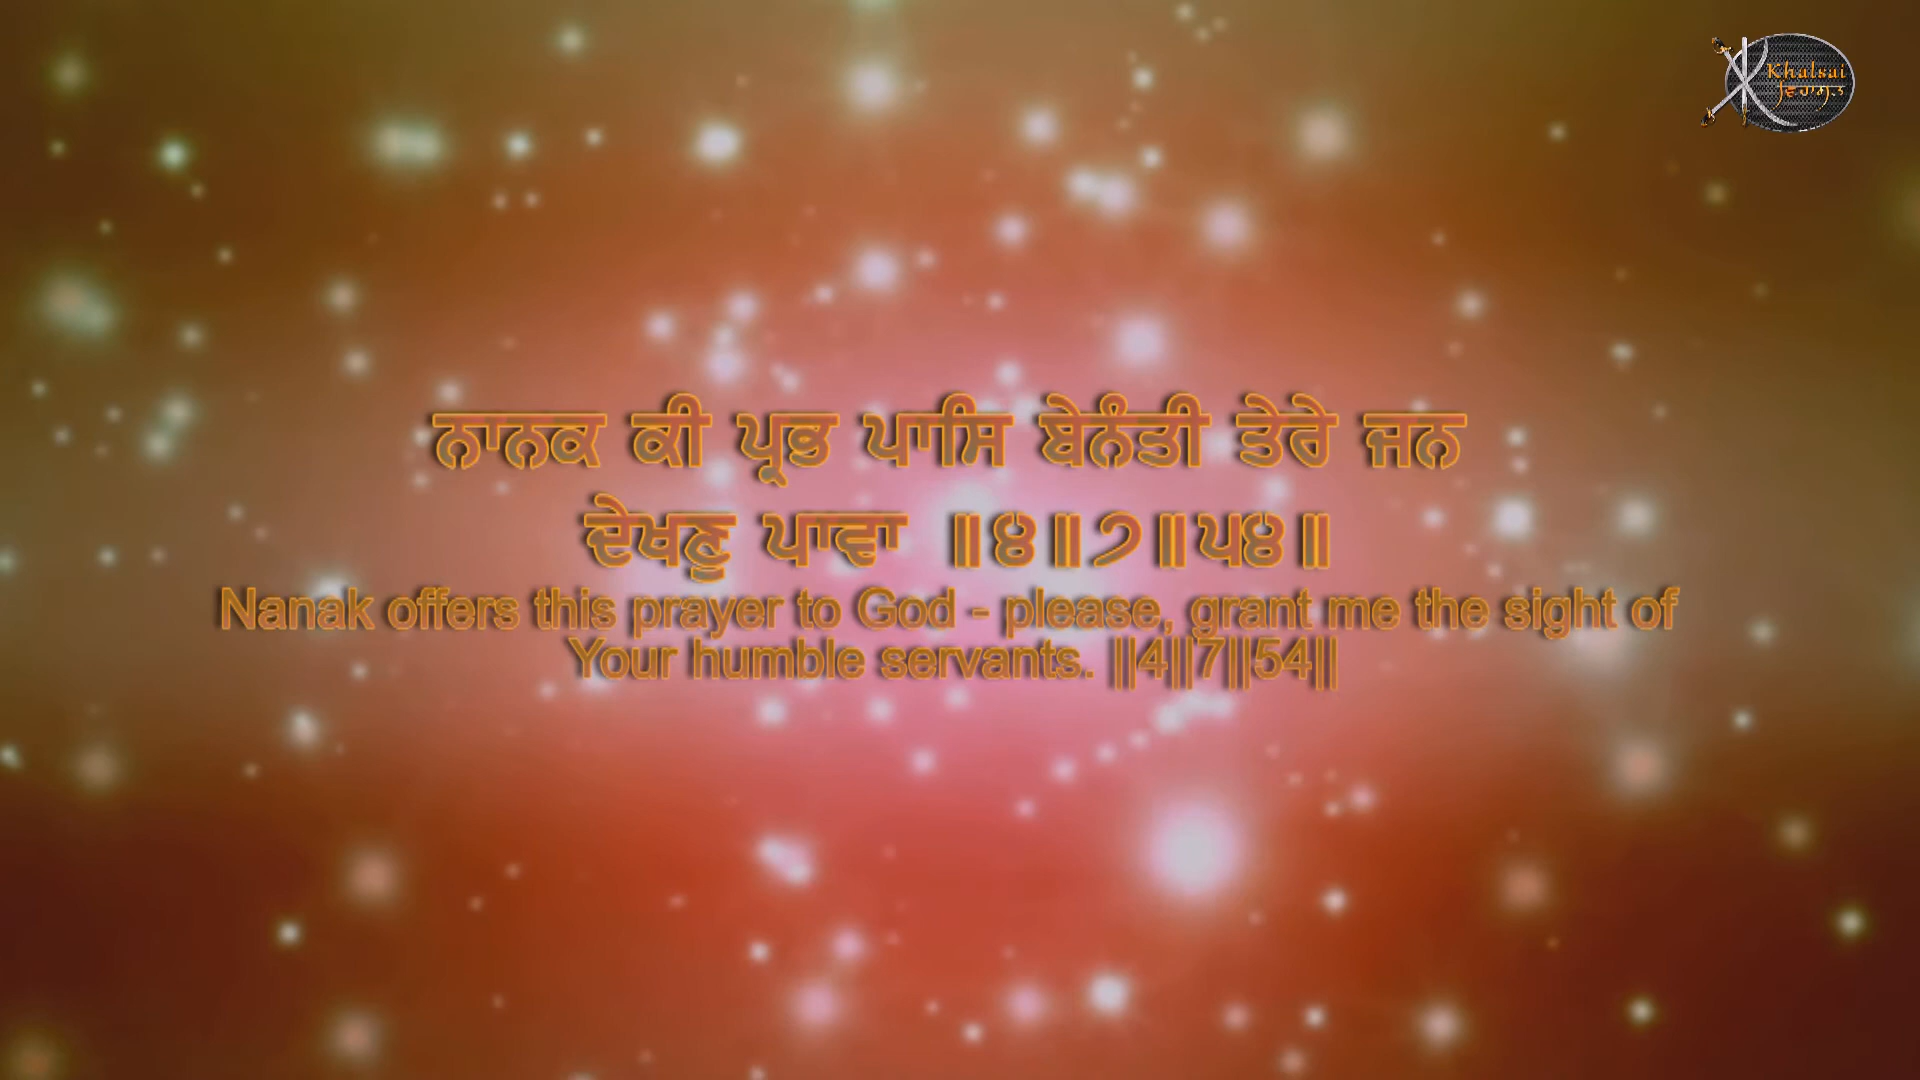 Khalsai
ਵਿਰਾਸਤ
ਨਾਨਕ ਕੀ ਪ੍ਰਭ ਪਾਸਿ ਬੇਨੰਤੀ ਤੇਰੇ ਜਨ
ਦੇਖਣੁ ਪਾਵਾ ॥੪॥੭॥੫੪॥
Nanak offers this prayer to God - please, grant me the sight of
Your humble servants. ||4||7||54||